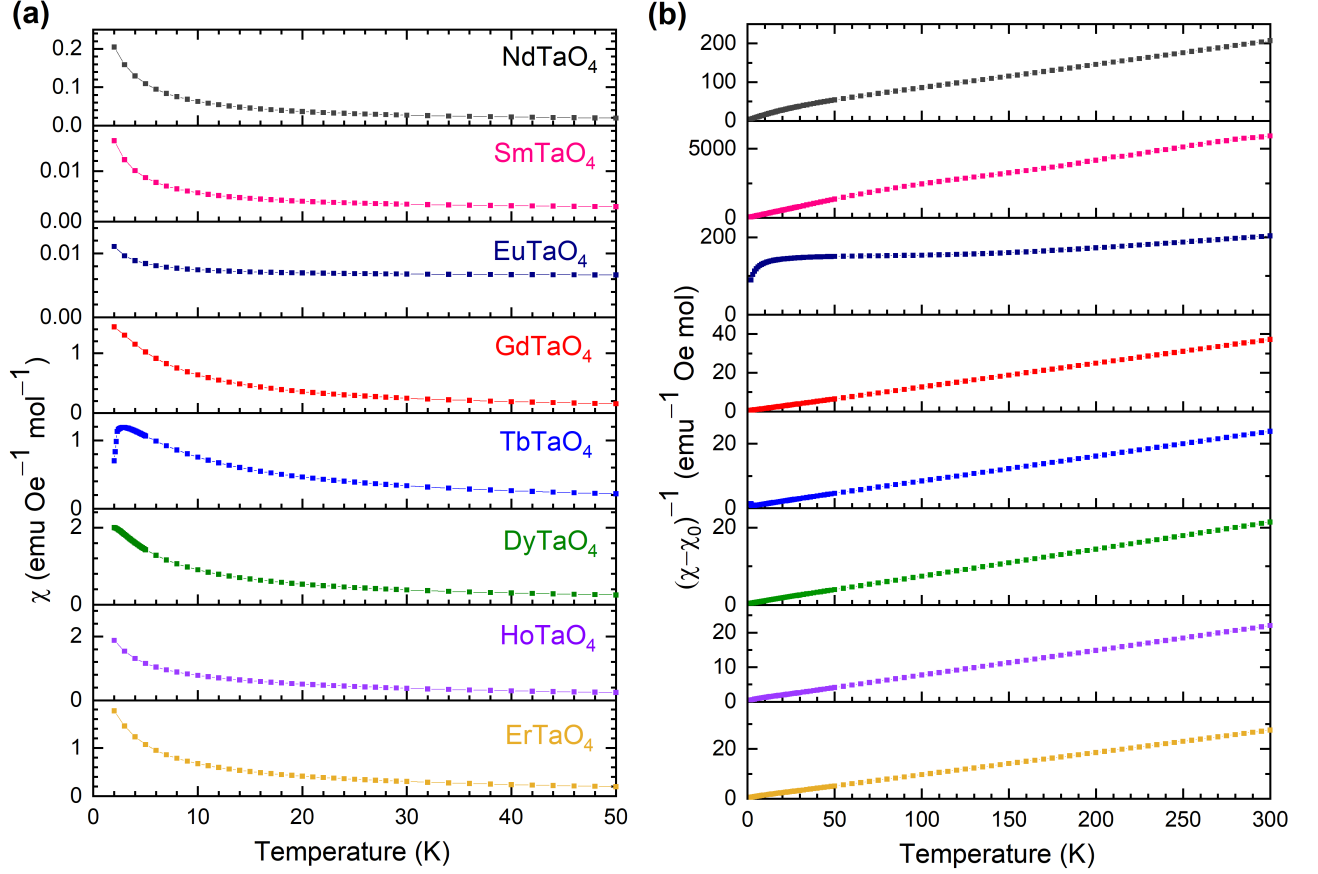 (a)
χ (emu Oe⁻¹ mol⁻¹)
0.2
0.1
0.0
NdTaO₄
0.01
0.00
SmTaO₄
0.01
0.00
EuTaO₄
1
0
GdTaO₄
1
0
TbTaO₄
2
0
DyTaO₄
2
0
HoTaO₄
1
0
ErTaO₄
0 10 20 30 40 50
Temperature (K)
(b)
(χ−χ₀)⁻¹ (emu⁻¹ Oe mol)
200
100
0
5000
0
200
0
40
20
0
20
0
20
0
20
10
0
20
0
0 50 100 150 200 250 300
Temperature (K)